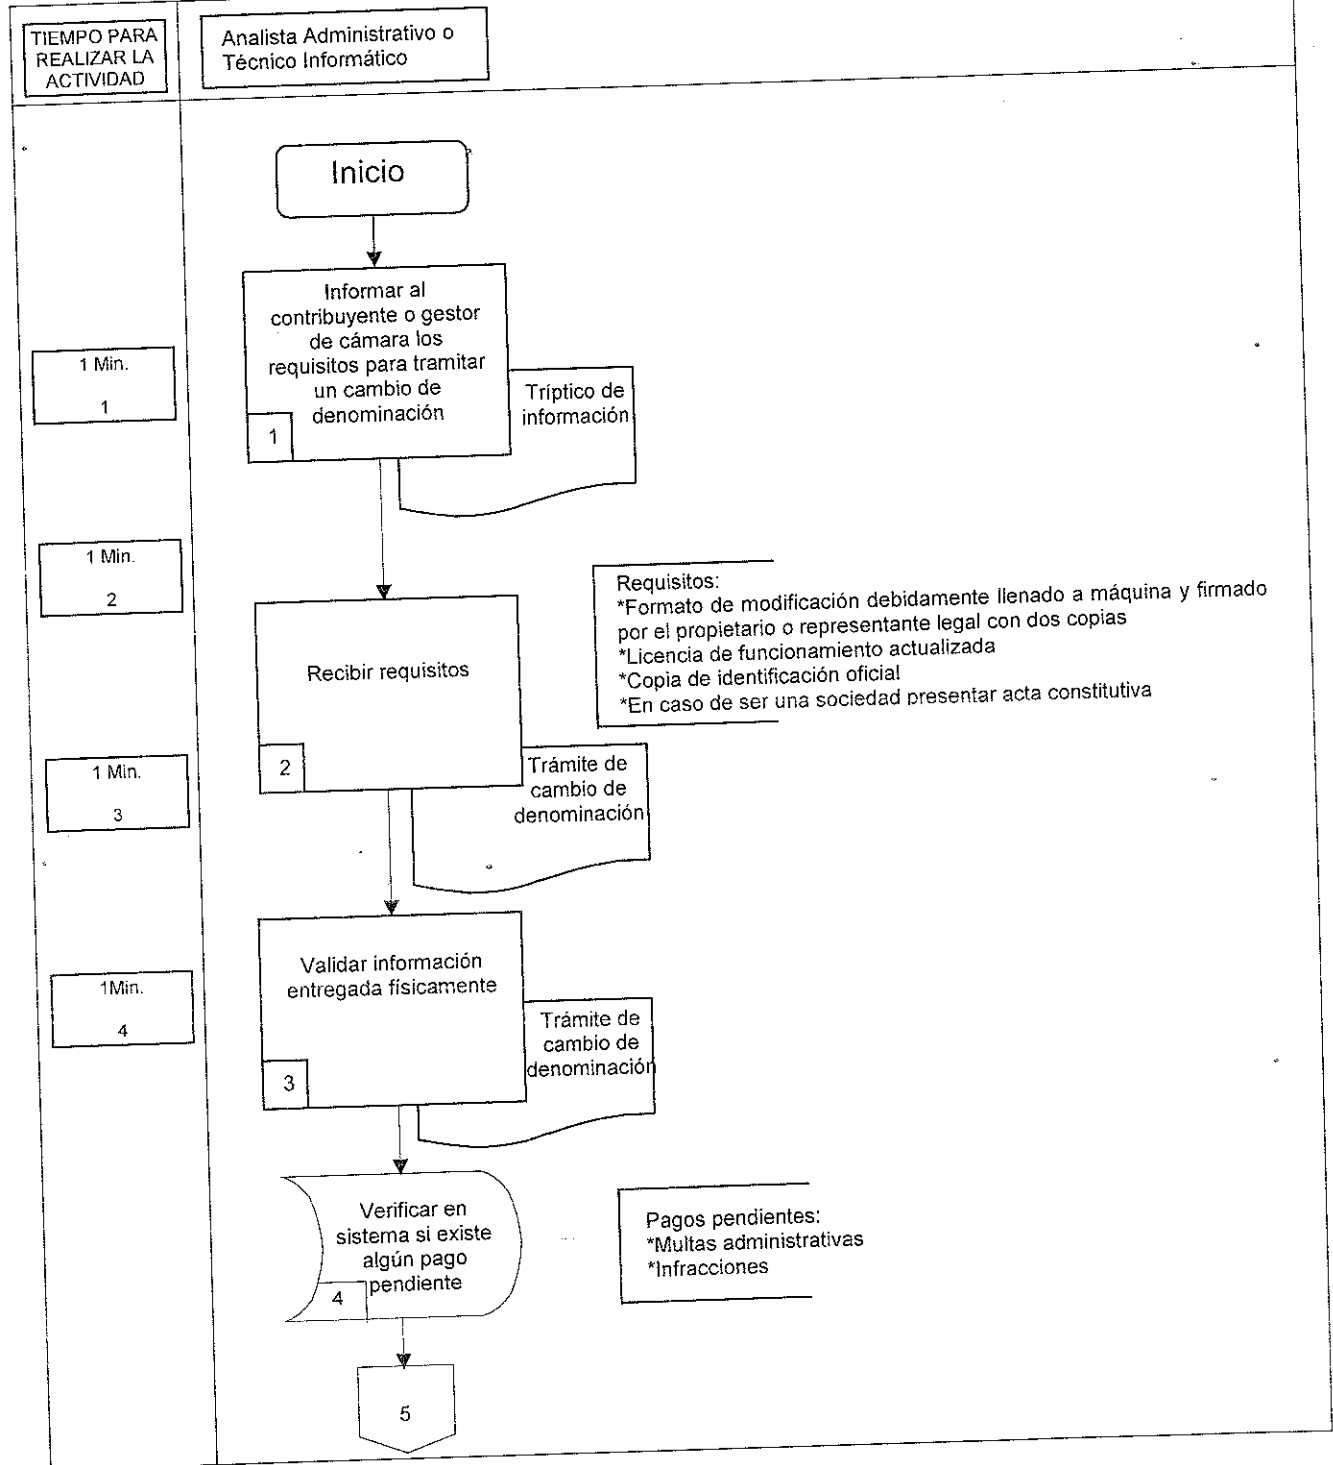 TIEMPO PARA
REALIZAR LA
ACTIVIDAD
Analista Administrativo o
Técnico Informático
Inicio
Informar al
contribuyente o gestor
de cámara los
requisitos para tramitar
un cambio de
denominación
1
Tríptico de
información
1 Min.
1
1 Min.
2
Recibir requisitos
2
Requisitos:
*Formato de modificación debidamente llenado a máquina y firmado
por el propietario o representante legal con dos copias
*Licencia de funcionamiento actualizada
*Copia de identificación oficial
*En caso de ser una sociedad presentar acta constitutiva
Trámite de
cambio de
denominación
1 Min.
3
Validar información
entregada físicamente
3
Trámite de
cambio de
denominación
1Min.
4
Verificar en
sistema si existe
algún pago
pendiente
4
Pagos pendientes:
*Multas administrativas
*Infracciones
5